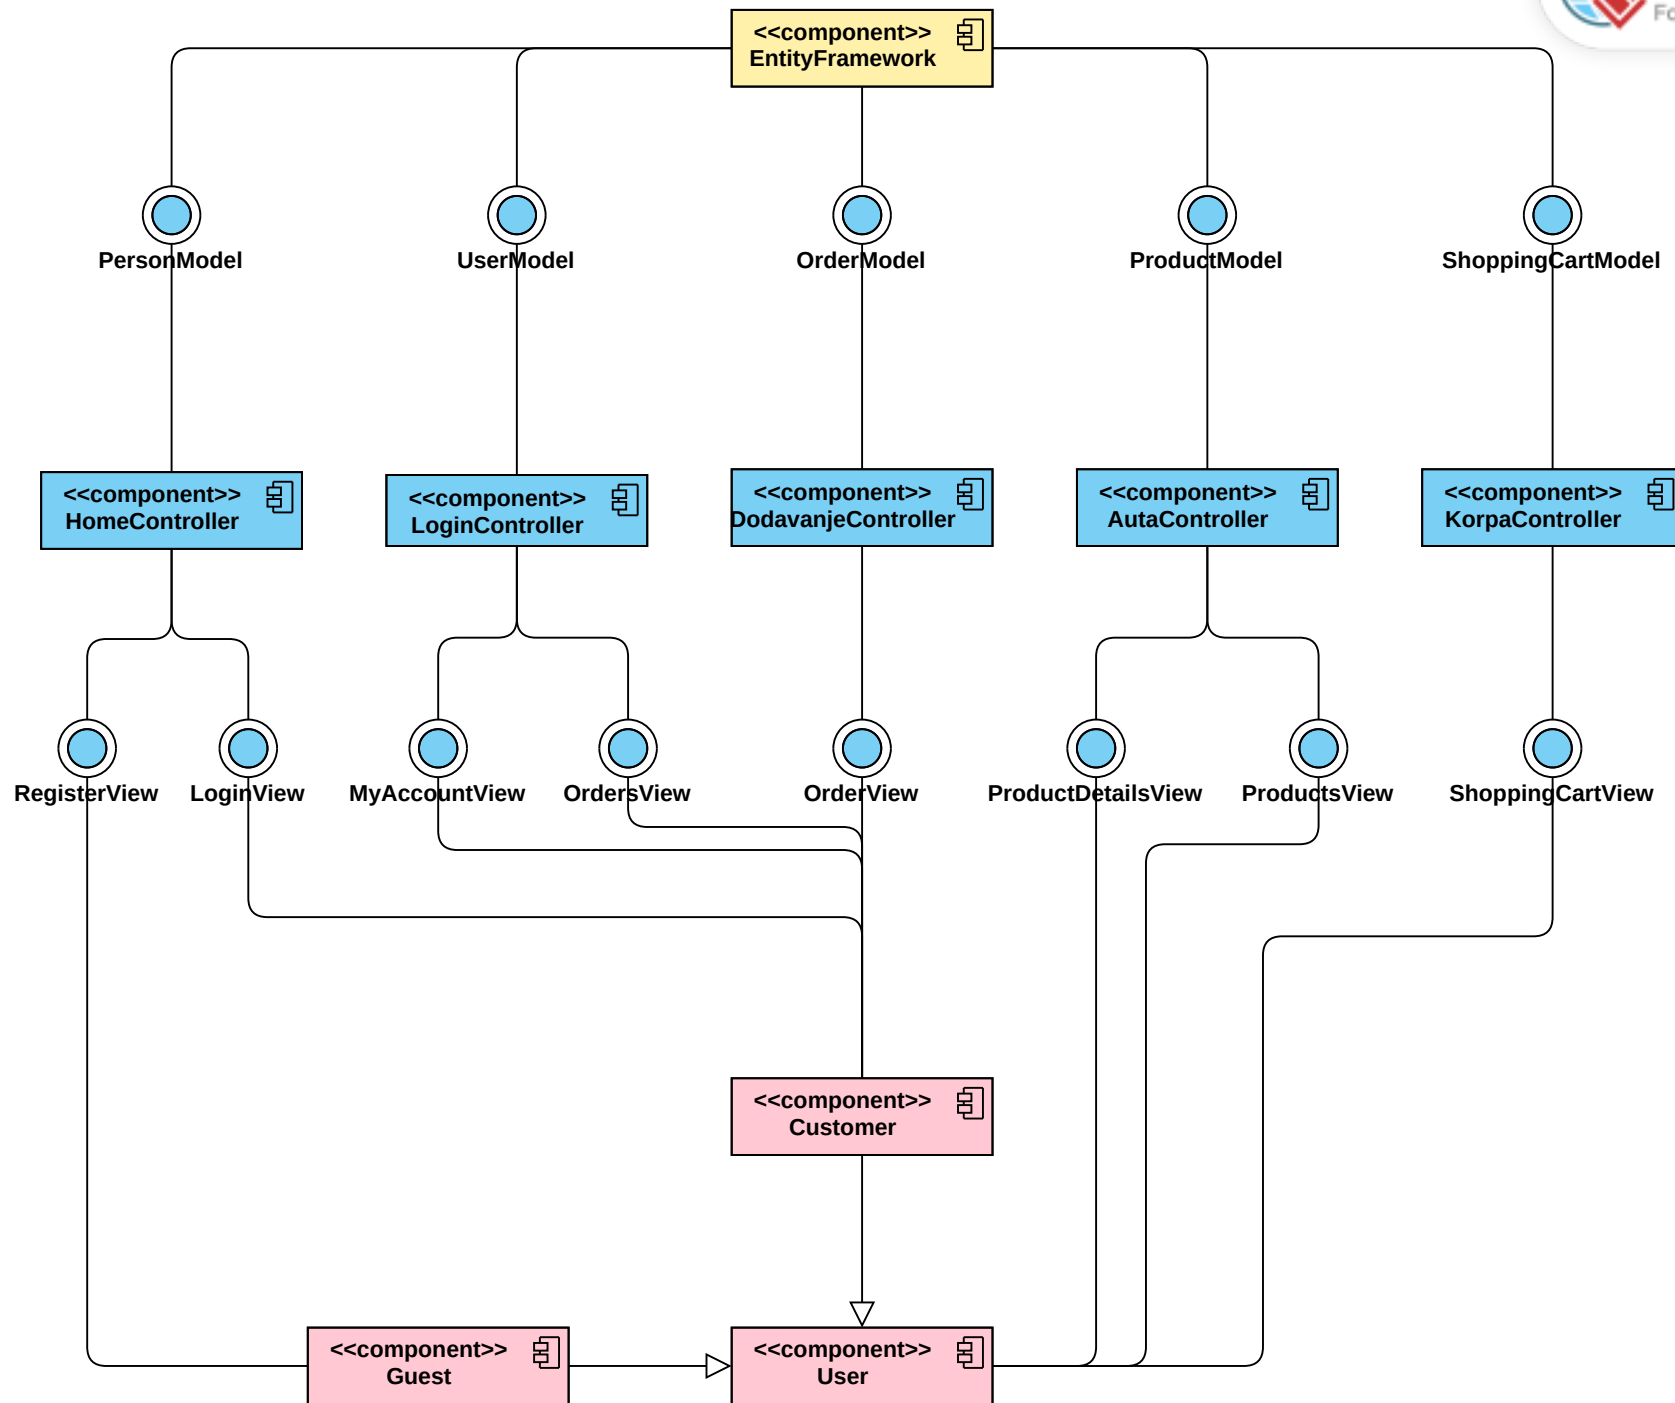 <<component>>
EntityFramework
PersonModel
UserModel
OrderModel
ProductModel
ShoppingCartModel
<<component>>
HomeController
<<component>>
LoginController
<<component>>
DodavanjeController
<<component>>
AutaController
<<component>>
KorpaController
RegisterView
LoginView
MyAccountView
OrdersView
OrderView
ProductDetailsView
ProductsView
ShoppingCartView
<<component>>
Customer
<<component>>
Guest
<<component>>
User